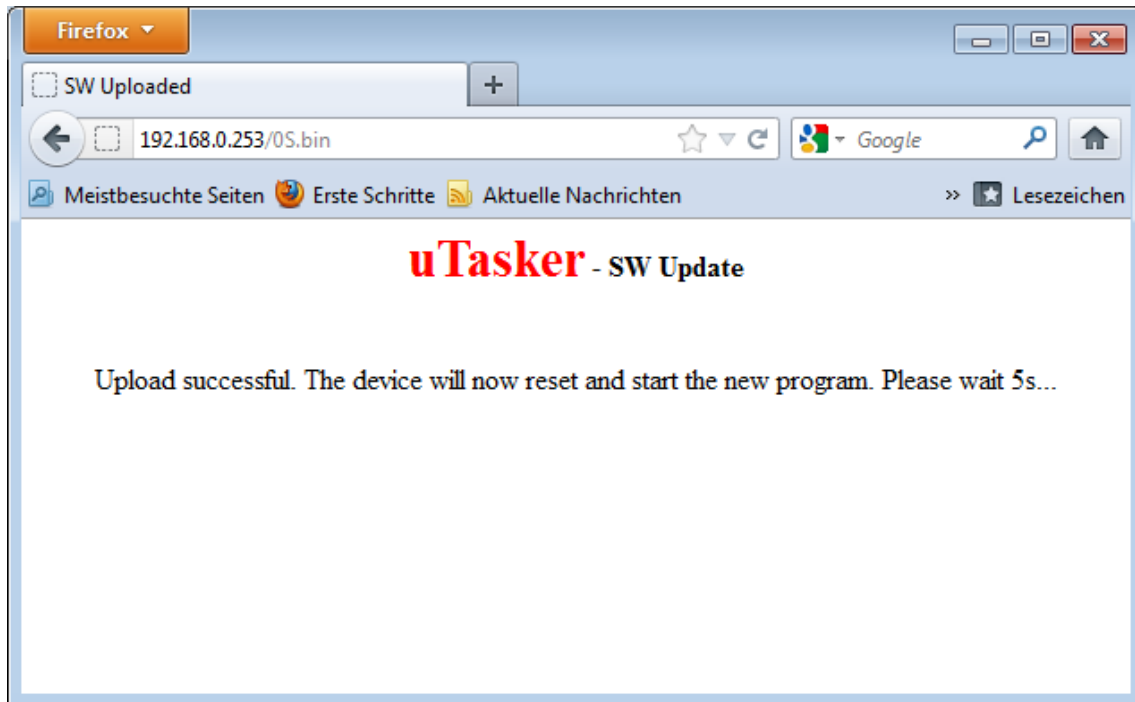 Firefox
SW Uploaded
192.168.0.253/0S.bin
Google
Meistbesuchte Seiten Erste Schritte Aktuelle Nachrichten » Lesezeichen
uTasker - SW Update
Upload successful. The device will now reset and start the new program. Please wait 5s...